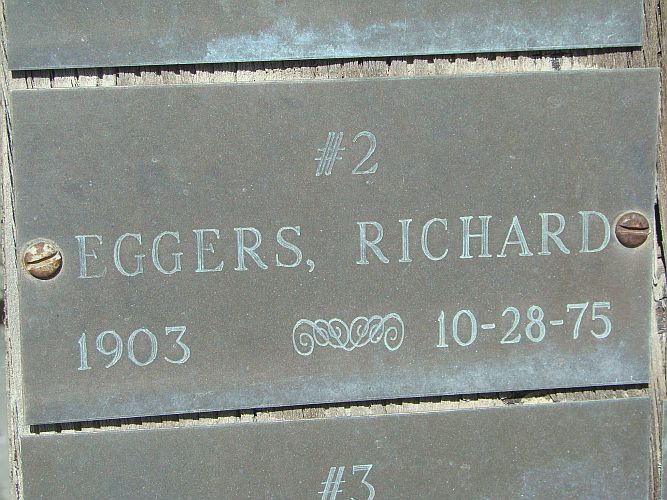 #2
EGGERS, RICHARD
1903 10-28-75
#3